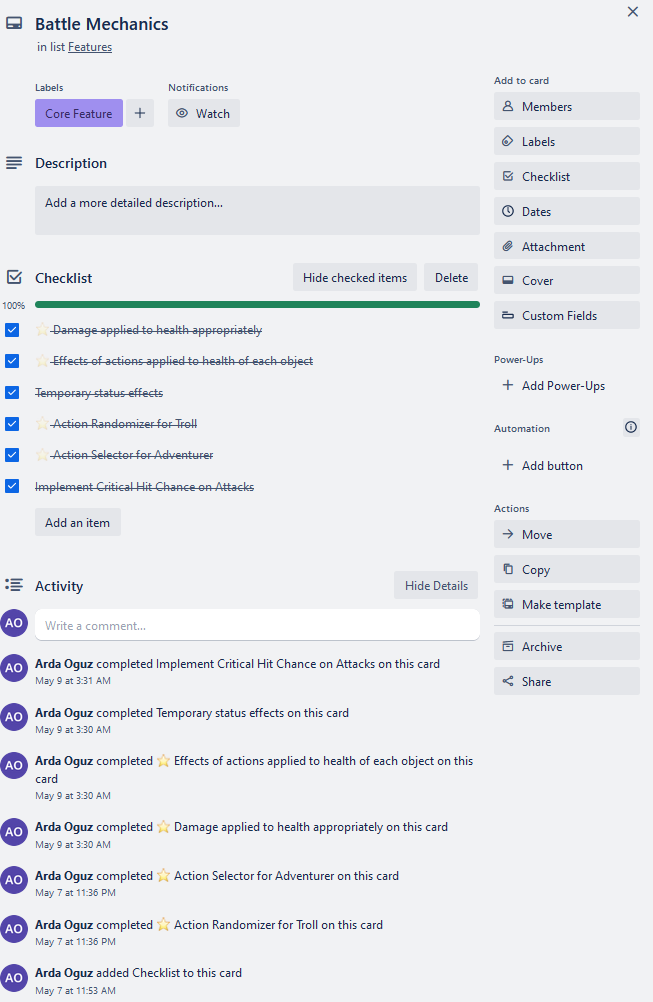 Battle Mechanics
in list Features
Labels
Notifications
Core Feature
Watch
Description
Add a more detailed description...
Checklist
Hide checked items
Delete
100%
⭐ Damage applied to health appropriately
⭐ Effects of actions applied to health of each object
Temporary status effects
⭐ Action Randomizer for Troll
⭐ Action Selector for Adventurer
Implement Critical Hit Chance on Attacks
Add an item
Activity
Hide Details
AO
Write a comment...
AO
Arda Oguz completed Implement Critical Hit Chance on Attacks on this card
May 9 at 3:31 AM
AO
Arda Oguz completed Temporary status effects on this card
May 9 at 3:30 AM
AO
Arda Oguz completed ⭐ Effects of actions applied to health of each object on this
card
May 9 at 3:30 AM
AO
Arda Oguz completed ⭐ Damage applied to health appropriately on this card
May 9 at 3:30 AM
AO
Arda Oguz completed ⭐ Action Selector for Adventurer on this card
May 7 at 11:36 PM
AO
Arda Oguz completed ⭐ Action Randomizer for Troll on this card
May 7 at 11:36 PM
AO
Arda Oguz added Checklist to this card
May 7 at 11:53 AM
Add to card
Members
Labels
Checklist
Dates
Attachment
Cover
Custom Fields
Power-Ups
Add Power-Ups
Automation
Add button
Actions
Move
Copy
Make template
Archive
Share